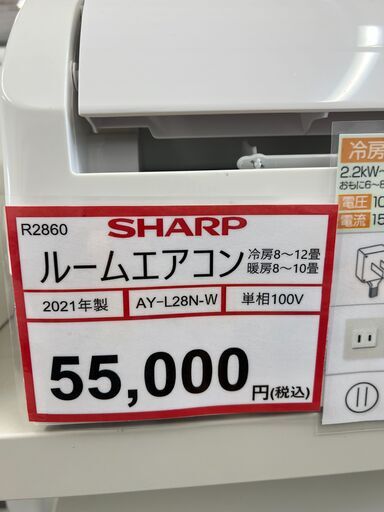 R2860
SHARP
ルームエアコン
冷房8～12畳
暖房8～10畳
2021年製
AY-L28N-W
単相100V
55,000
円(税込)
冷房
2.2kW~
おもに6~8
電圧 10
電流 15